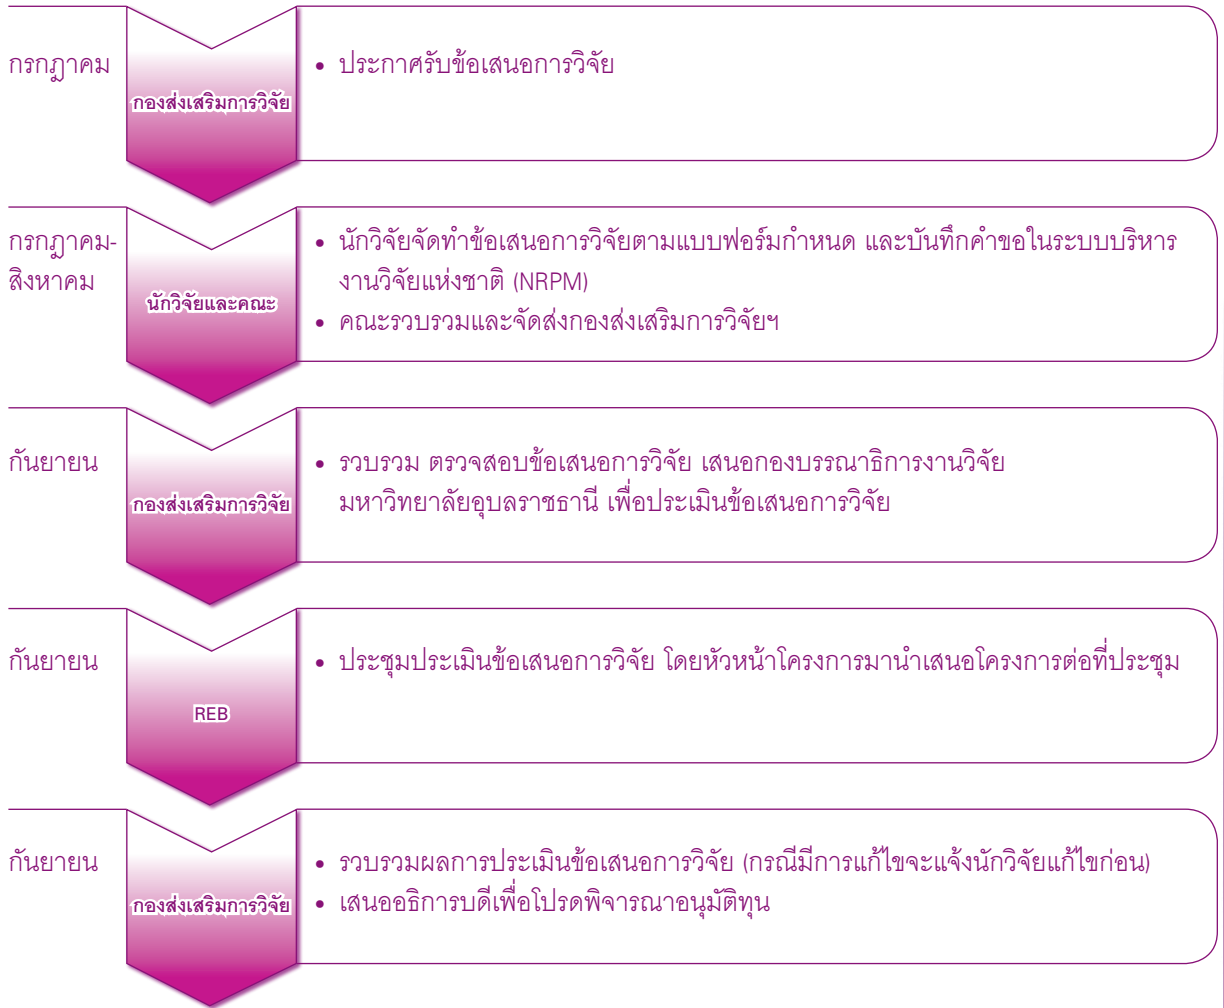 กรกฎาคม
กองส่งเสริมการวิจัย
• ประกาศรับข้อเสนอการวิจัย
กรกฎาคม-
สิงหาคม
นักวิจัยและคณะ
• นักวิจัยจัดทำข้อเสนอการวิจัยตามแบบฟอร์มกำหนด และบันทึกคำขอในระบบบริหาร
งานวิจัยแห่งชาติ (NRPM)
• คณะรวบรวมและจัดส่งกองส่งเสริมการวิจัยฯ
กันยายน
กองส่งเสริมการวิจัย
• รวบรวม ตรวจสอบข้อเสนอการวิจัย เสนอกองบรรณาธิการงานวิจัย
มหาวิทยาลัยอุบลราชธานี เพื่อประเมินข้อเสนอการวิจัย
กันยายน
REB
• ประชุมประเมินข้อเสนอการวิจัย โดยหัวหน้าโครงการมานำเสนอโครงการต่อที่ประชุม
กันยายน
กองส่งเสริมการวิจัย
• รวบรวมผลการประเมินข้อเสนอการวิจัย (กรณีมีการแก้ไขจะแจ้งนักวิจัยแก้ไขก่อน)
• เสนออธิการบดีเพื่อโปรดพิจารณาอนุมัติทุน